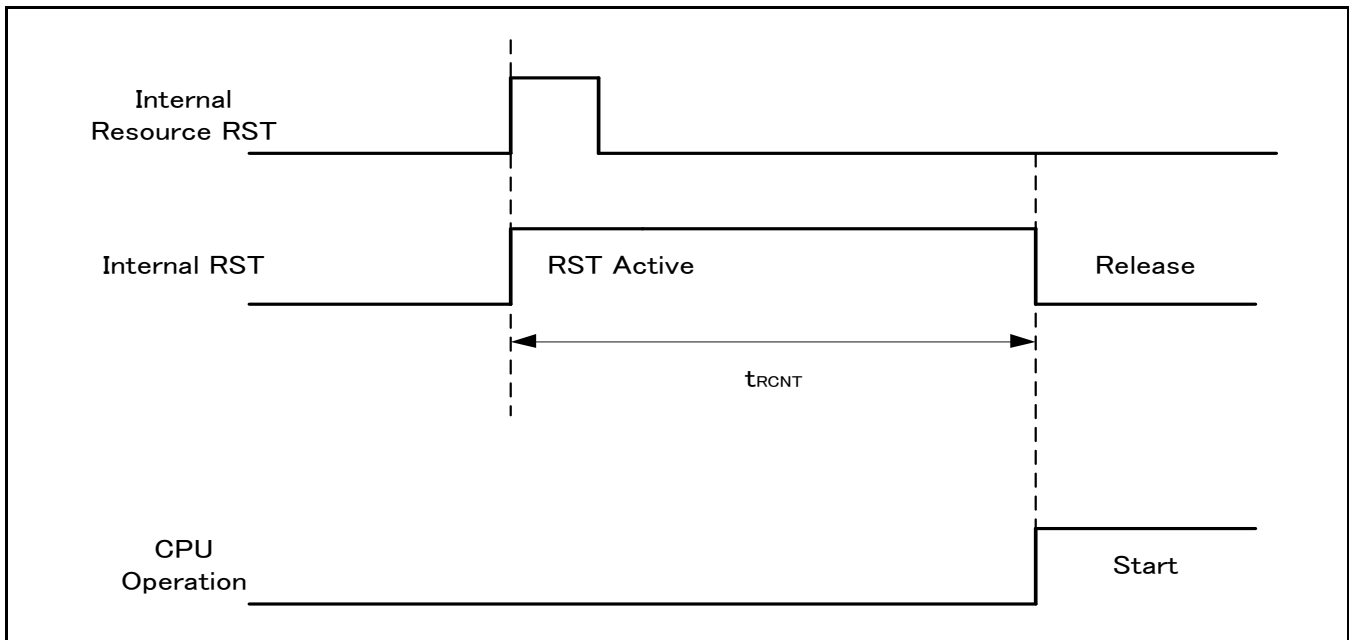 Internal
Resource RST
Internal RST
RST Active
Release
tRCNT
CPU
Operation
Start